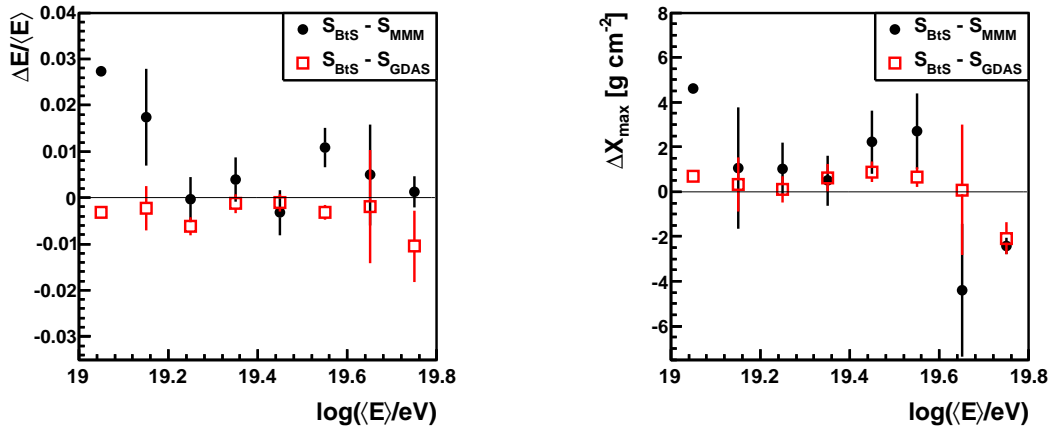 ΔE/⟨E⟩
0.04
0.03
0.02
0.01
0
-0.01
-0.02
-0.03
S_BtS - S_MMM
S_BtS - S_GDAS
19 19.2 19.4 19.6 19.8
log(⟨E⟩/eV)
ΔX_max [g cm^-2]
8
6
4
2
0
-2
-4
-6
S_BtS - S_MMM
S_BtS - S_GDAS
19 19.2 19.4 19.6 19.8
log(⟨E⟩/eV)